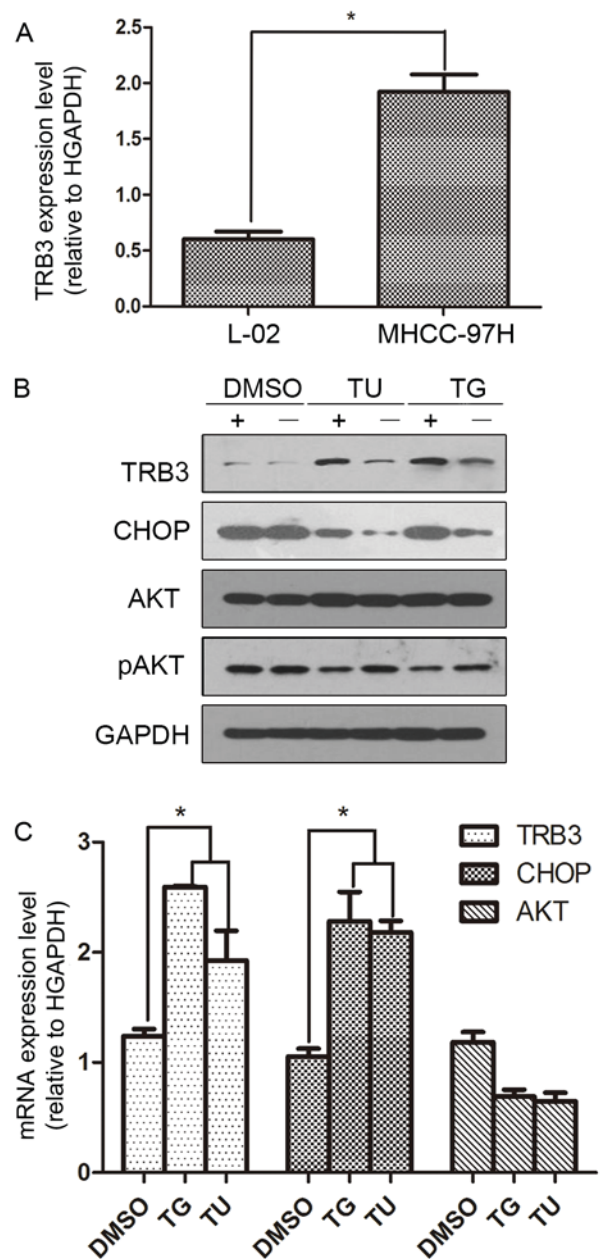 A
*
TRB3 expression level
(relative to HGAPDH)
2.5
2.0
1.5
1.0
0.5
0.0
L-02 MHCC-97H
B
DMSO TU TG
+ — + — + —
TRB3
CHOP
AKT
pAKT
GAPDH
C
mRNA expression level
(relative to HGAPDH)
3
2
1
0
* *
TRB3
CHOP
AKT
DMSO TG TU DMSO TG TU DMSO TG TU